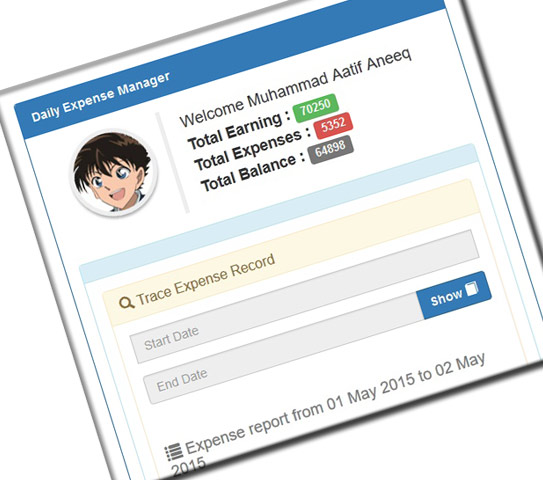 Daily Expense Manager
Welcome Muhammad Aatif Aneeq
Total Earning : 70250
Total Expenses : 5352
Total Balance : 64898
Trace Expense Record
Start Date
End Date
Show
Expense report from 01 May 2015 to 02 May
2015